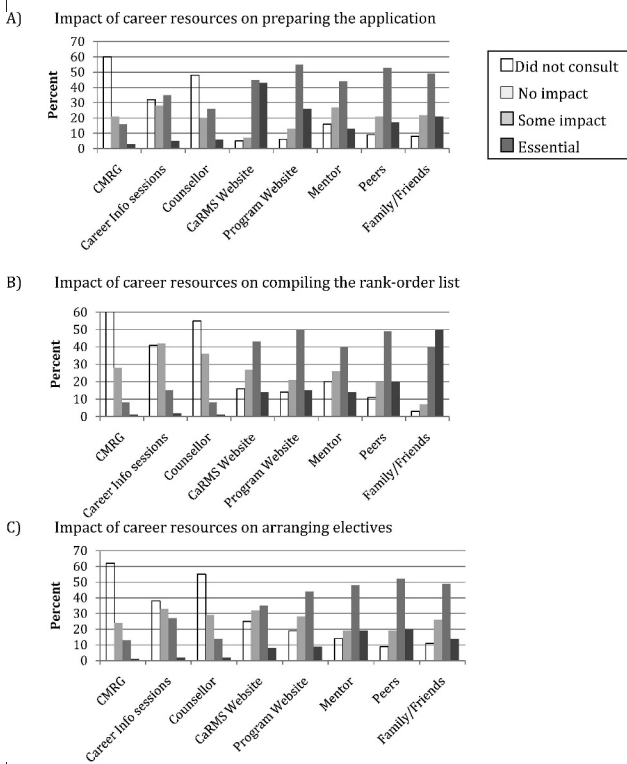 A) Impact of career resources on preparing the application
70
60
50
40
30
20
10
0
Percent
CMRG
Career Info sessions
Counsellor
CaRMS Website
Program Website
Mentor
Peers
Family/Friends
Did not consult
No impact
Some impact
Essential
B) Impact of career resources on compiling the rank-order list
60
50
40
30
20
10
0
Percent
CMRG
Career Info sessions
Counsellor
CaRMS Website
Program Website
Mentor
Peers
Family/Friends
C) Impact of career resources on arranging electives
70
60
50
40
30
20
10
0
Percent
CMRG
Career Info sessions
Counsellor
CaRMS Website
Program Website
Mentor
Peers
Family/Friends